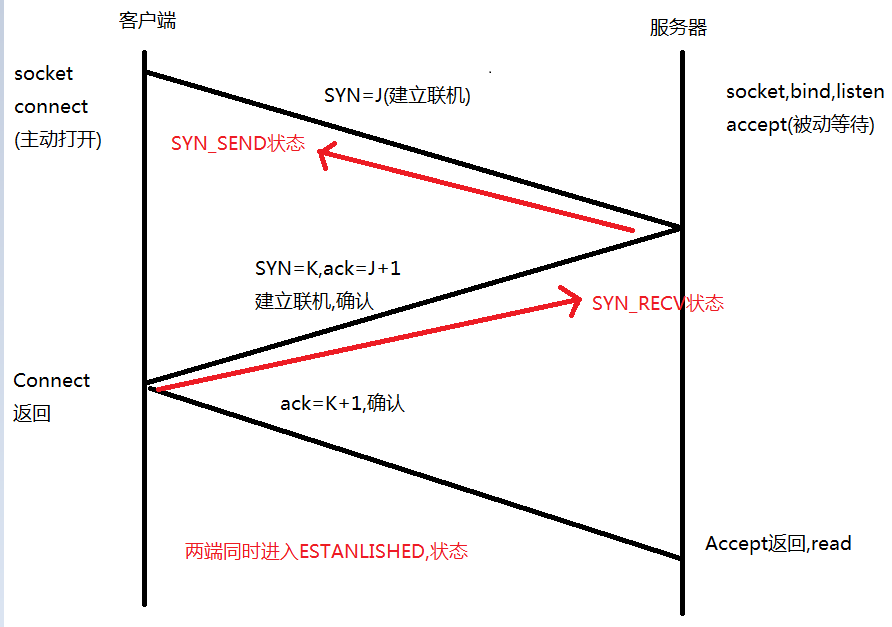 客户端
服务器
socket
connect
(主动打开)
SYN=J(建立联机)
socket,bind,listen
accept(被动等待)
SYN_SEND状态
SYN=K,ack=J+1
建立联机,确认
SYN_RECV状态
Connect
返回
ack=K+1,确认
两端同时进入ESTANLISHED,状态
Accept返回,read